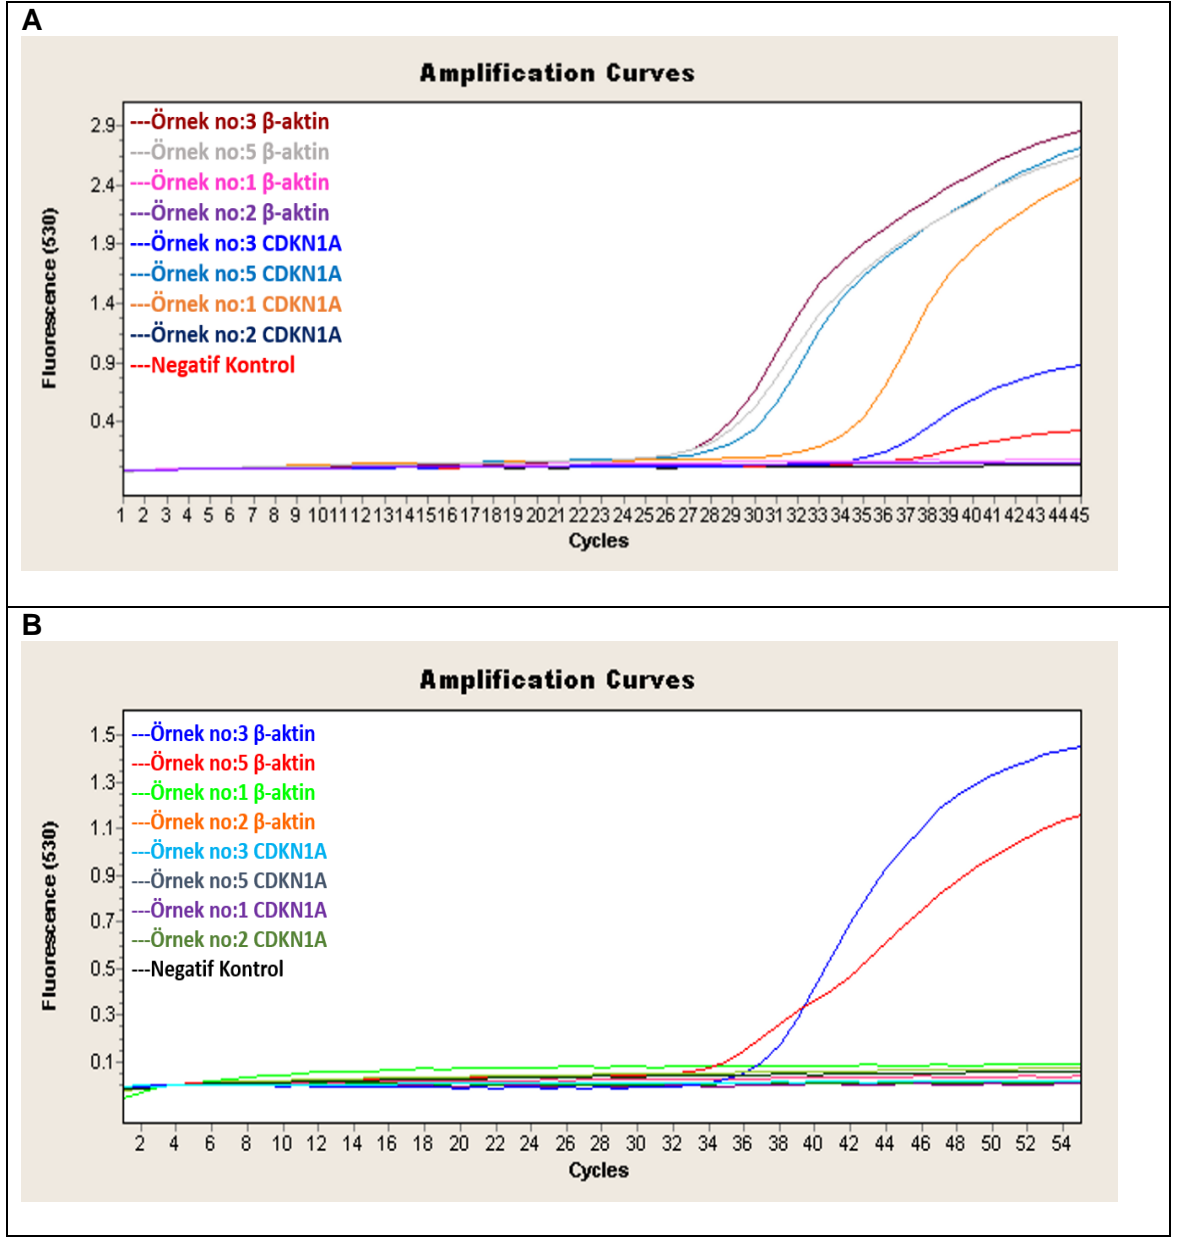 A
Amplification Curves
Fluorescence (530)
2.9
2.4
1.9
1.4
0.9
0.4
---Örnek no:3 β-aktin
---Örnek no:5 β-aktin
---Örnek no:1 β-aktin
---Örnek no:2 β-aktin
---Örnek no:3 CDKN1A
---Örnek no:5 CDKN1A
---Örnek no:1 CDKN1A
---Örnek no:2 CDKN1A
---Negatif Kontrol
1 2 3 4 5 6 7 8 9 10 11 12 13 14 15 16 17 18 19 20 21 22 23 24 25 26 27 28 29 30 31 32 33 34 35 36 37 38 39 40 41 42 43 44 45
Cycles
B
Amplification Curves
Fluorescence (530)
1.5
1.3
1.1
0.9
0.7
0.5
0.3
0.1
---Örnek no:3 β-aktin
---Örnek no:5 β-aktin
---Örnek no:1 β-aktin
---Örnek no:2 β-aktin
---Örnek no:3 CDKN1A
---Örnek no:5 CDKN1A
---Örnek no:1 CDKN1A
---Örnek no:2 CDKN1A
---Negatif Kontrol
2 4 6 8 10 12 14 16 18 20 22 24 26 28 30 32 34 36 38 40 42 44 46 48 50 52 54
Cycles